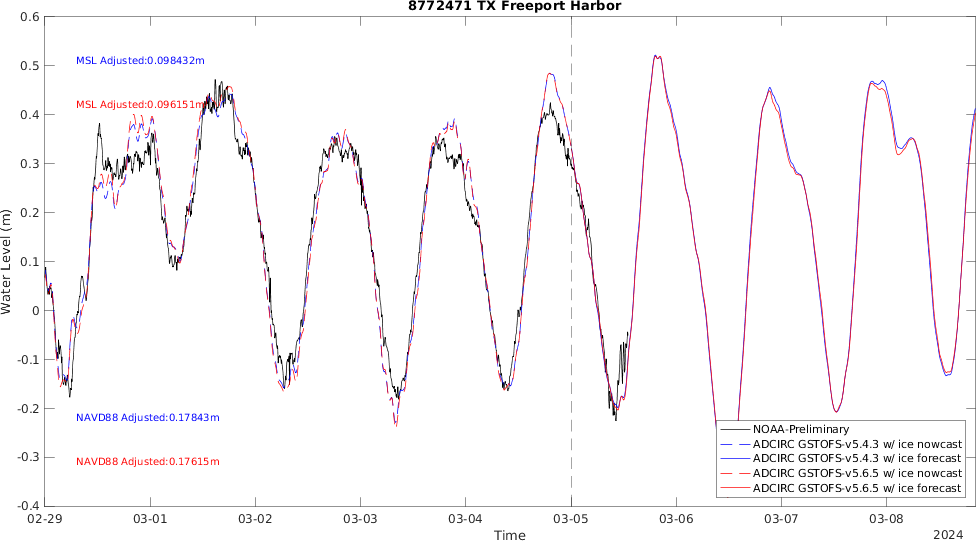 8772471 TX Freeport Harbor
0.6
0.5
0.4
0.3
0.2
0.1
0
-0.1
-0.2
-0.3
-0.4
Water Level (m)
MSL Adjusted:0.098432m
MSL Adjusted:0.096151m
NAVD88 Adjusted:0.17843m
NAVD88 Adjusted:0.17615m
NOAA-Preliminary
ADCIRC GSTOFS-v5.4.3 w/ ice nowcast
ADCIRC GSTOFS-v5.4.3 w/ ice forecast
ADCIRC GSTOFS-v5.6.5 w/ ice nowcast
ADCIRC GSTOFS-v5.6.5 w/ ice forecast
02-29 03-01 03-02 03-03 03-04 03-05 03-06 03-07 03-08
Time
2024